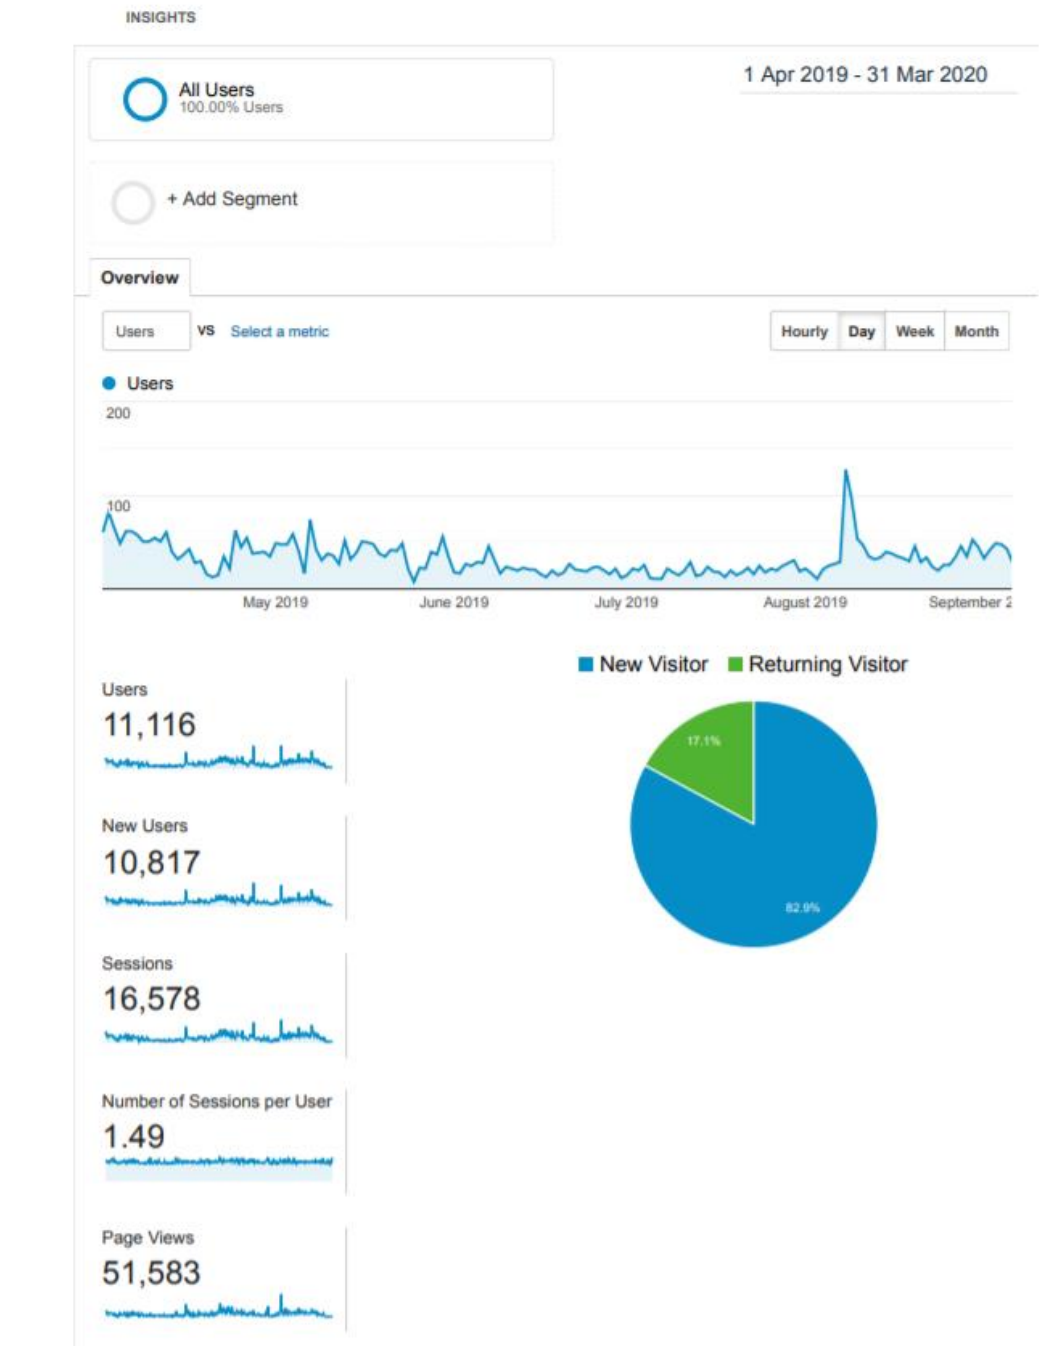 INSIGHTS
All Users
100.00% Users
1 Apr 2019 - 31 Mar 2020
+ Add Segment
Overview
Users VS Select a metric
Hourly Day Week Month
Users
200
100
May 2019 June 2019 July 2019 August 2019 September 2
New Visitor Returning Visitor
Users
11,116
17.1%
New Users
10,817
82.9%
Sessions
16,578
Number of Sessions per User
1.49
Page Views
51,583